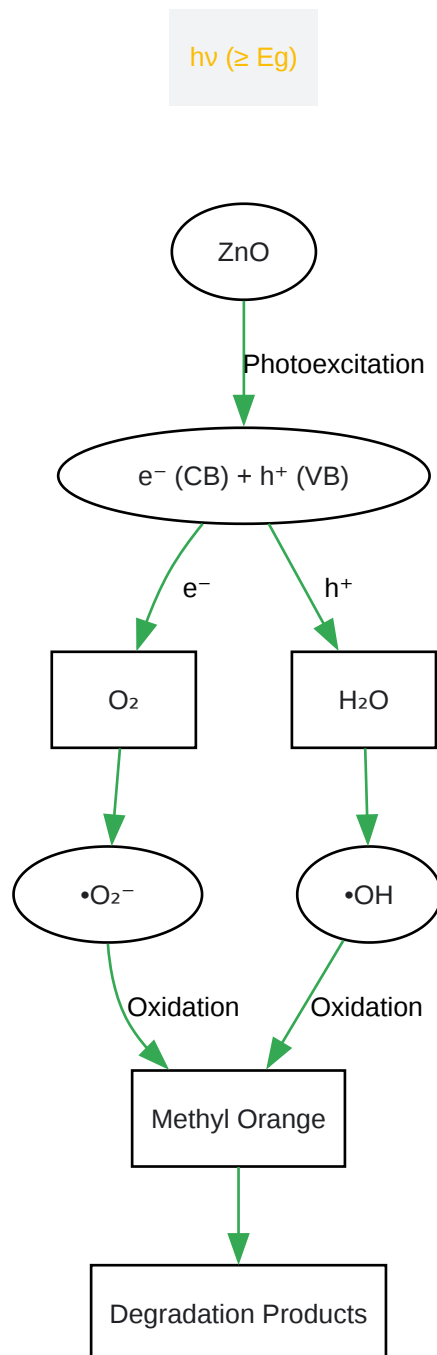 hν (≥ Eg)
ZnO
Photoexcitation
e⁻ (CB) + h⁺ (VB)
e⁻
h⁺
O₂
H₂O
•O₂⁻
•OH
Oxidation
Oxidation
Methyl Orange
Degradation Products